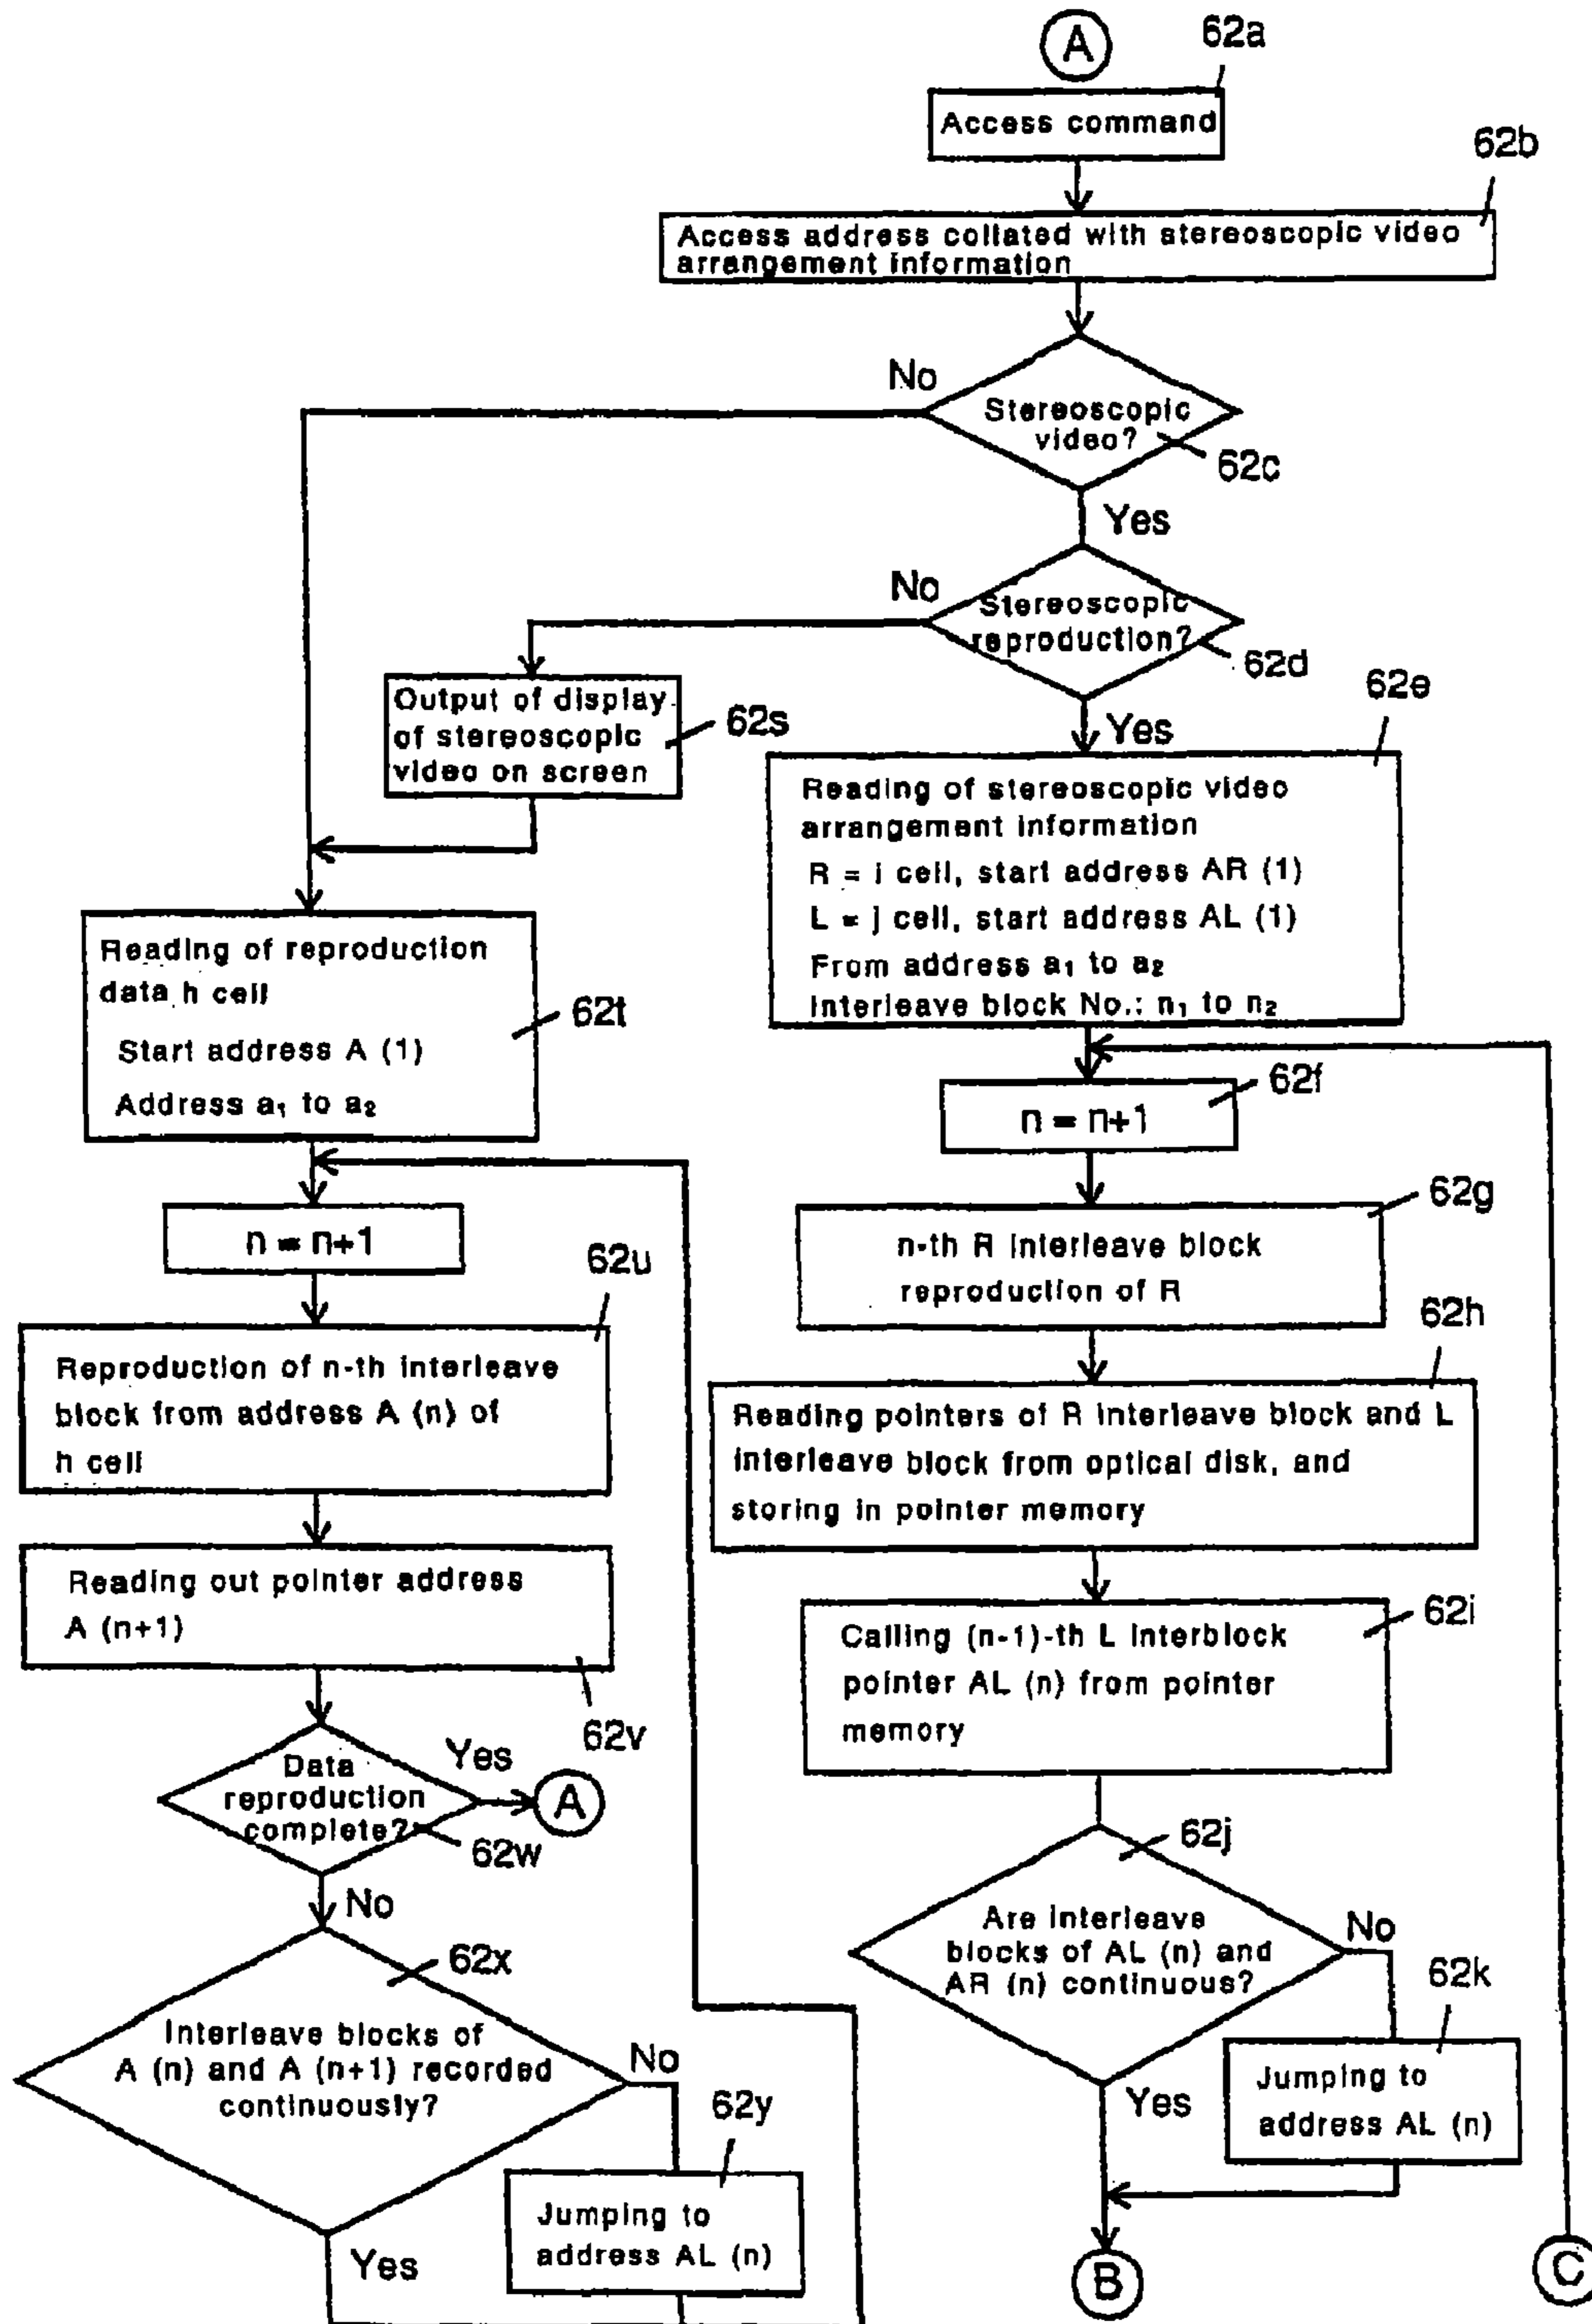 A
62a
Access command
62b
Access address collated with stereoscopic video
arrangement information
No
Stereoscopic
video?
62c
Yes
No
Stereoscopic
reproduction?
62d
Output of display
of stereoscopic
video on screen
62s
Yes
62e
Reading of stereoscopic video
arrangement information
R = i cell, start address AR (1)
L = j cell, start address AL (1)
From address a₁ to a₂
Interleave block No.: n₁ to n₂
Reading of reproduction
data h cell
Start address A (1)
Address a₁ to a₂
62t
62f
n = n+1
n = n+1
62g
n-th R interleave block
reproduction of R
62u
Reproduction of n-th interleave
block from address A (n) of
h cell
62h
Reading pointers of R interleave block and L
interleave block from optical disk, and
storing in pointer memory
Reading out pointer address
A (n+1)
62v
62i
Calling (n-1)-th L interblock
pointer AL (n) from pointer
memory
Data
reproduction
complete?
Yes
A
62w
No
62j
Are interleave
blocks of AL (n) and
AR (n) continuous?
No
62k
Jumping to
address AL (n)
Yes
62x
Interleave blocks of
A (n) and A (n+1) recorded
continuously?
No
62y
Jumping to
address AL (n)
Yes
B
C